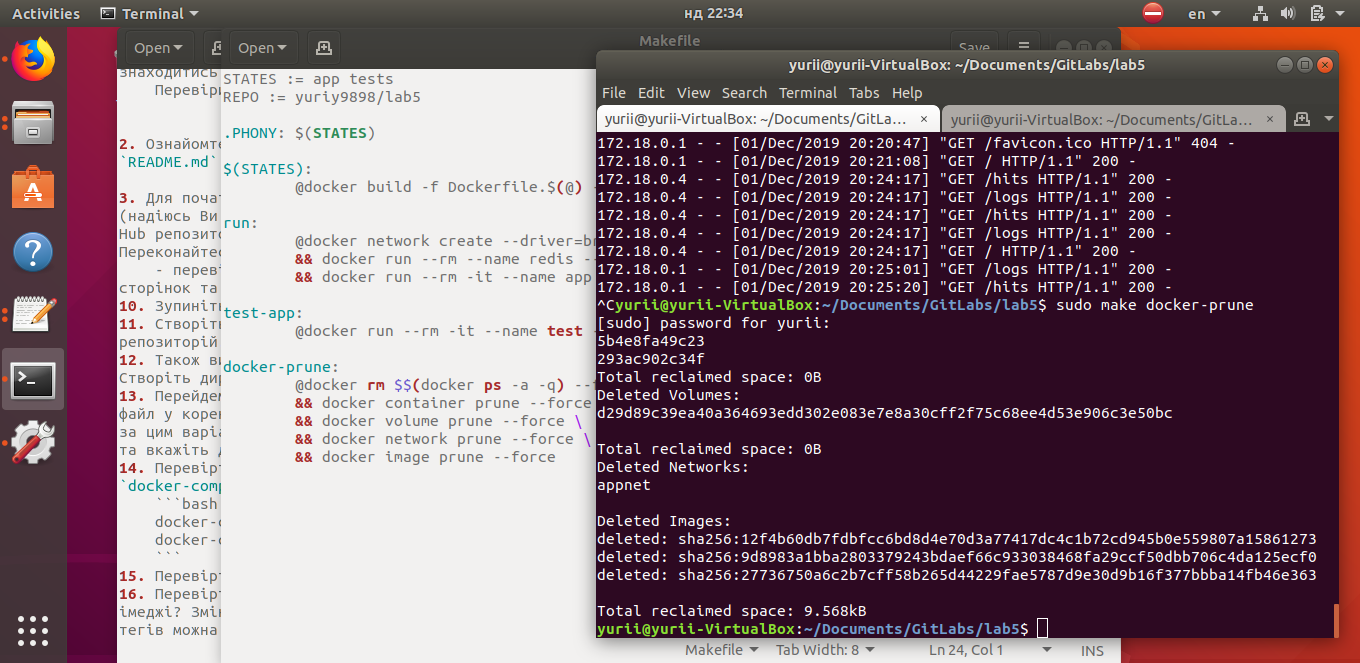 Activities
Terminal
нд 22:34
en
Open
Open
Makefile
Save
знаходитись
Перевіри
2. Ознайомте
`README.md`
3. Для почат
(надіюсь Ви
Hub репозито
Переконайтес
- переві
сторінок та
10. Зупиніть
11. Створіть
репозиторій
12. Також ви
Створіть дир
13. Перейдем
файл у корен
за цим варіа
та вкажіть д
14. Перевірт
`docker-comp
```bash
docker-c
docker-c
```
15. Перевірт
16. Перевірт
імеджі? Змін
тегів можна
STATES := app tests
REPO := yuriy9898/lab5
.PHONY: $(STATES)
$(STATES):
@docker build -f Dockerfile.$(@) -
run:
@docker network create --driver=br
&& docker run --rm --name redis --
&& docker run --rm -it --name app
test-app:
@docker run --rm -it --name test -
docker-prune:
@docker rm $$(docker ps -a -q) --f
&& docker container prune --force
&& docker volume prune --force \
&& docker network prune --force \
&& docker image prune --force
Makefile
Tab Width: 8
Ln 24, Col 1
INS
yurii@yurii-VirtualBox: ~/Documents/GitLabs/lab5
File Edit View Search Terminal Tabs Help
yurii@yurii-VirtualBox: ~/Documents/GitLa... ×
yurii@yurii-VirtualBox: ~/Documents/GitLa... ×
172.18.0.1 - - [01/Dec/2019 20:20:47] "GET /favicon.ico HTTP/1.1" 404 -
172.18.0.1 - - [01/Dec/2019 20:21:08] "GET / HTTP/1.1" 200 -
172.18.0.4 - - [01/Dec/2019 20:24:17] "GET /hits HTTP/1.1" 200 -
172.18.0.4 - - [01/Dec/2019 20:24:17] "GET /logs HTTP/1.1" 200 -
172.18.0.4 - - [01/Dec/2019 20:24:17] "GET /hits HTTP/1.1" 200 -
172.18.0.4 - - [01/Dec/2019 20:24:17] "GET /logs HTTP/1.1" 200 -
172.18.0.4 - - [01/Dec/2019 20:24:17] "GET / HTTP/1.1" 200 -
172.18.0.1 - - [01/Dec/2019 20:25:01] "GET /logs HTTP/1.1" 200 -
172.18.0.1 - - [01/Dec/2019 20:25:20] "GET /hits HTTP/1.1" 200 -
^Cyurii@yurii-VirtualBox:~/Documents/GitLabs/lab5$ sudo make docker-prune
[sudo] password for yurii:
5b4e8fa49c23
293ac902c34f
Total reclaimed space: 0B
Deleted Volumes:
d29d89c39ea40a364693edd302e083e7e8a30cff2f75c68ee4d53e906c3e50bc
Total reclaimed space: 0B
Deleted Networks:
appnet
Deleted Images:
deleted: sha256:12f4b60db7fdbfcc6bd8d4e70d3a77417dc4c1b72cd945b0e559807a15861273
deleted: sha256:9d8983a1bba2803379243bdaef66c933038468fa29ccf50dbb706c4da125ecf0
deleted: sha256:27736750a6c2b7cff58b265d44229fae5787d9e30d9b16f377bbba14fb46e363
Total reclaimed space: 9.568kB
yurii@yurii-VirtualBox:~/Documents/GitLabs/lab5$